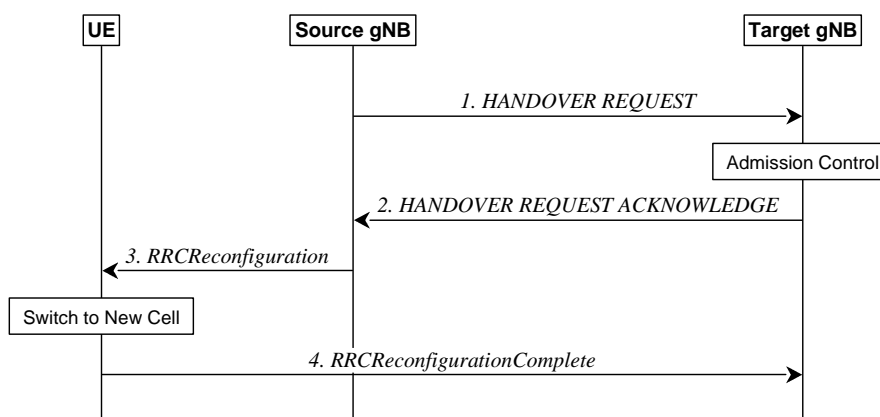 UE
Source gNB
Target gNB
1. HANDOVER REQUEST
Admission Control
2. HANDOVER REQUEST ACKNOWLEDGE
3. RRCReconfiguration
Switch to New Cell
4. RRCReconfigurationComplete